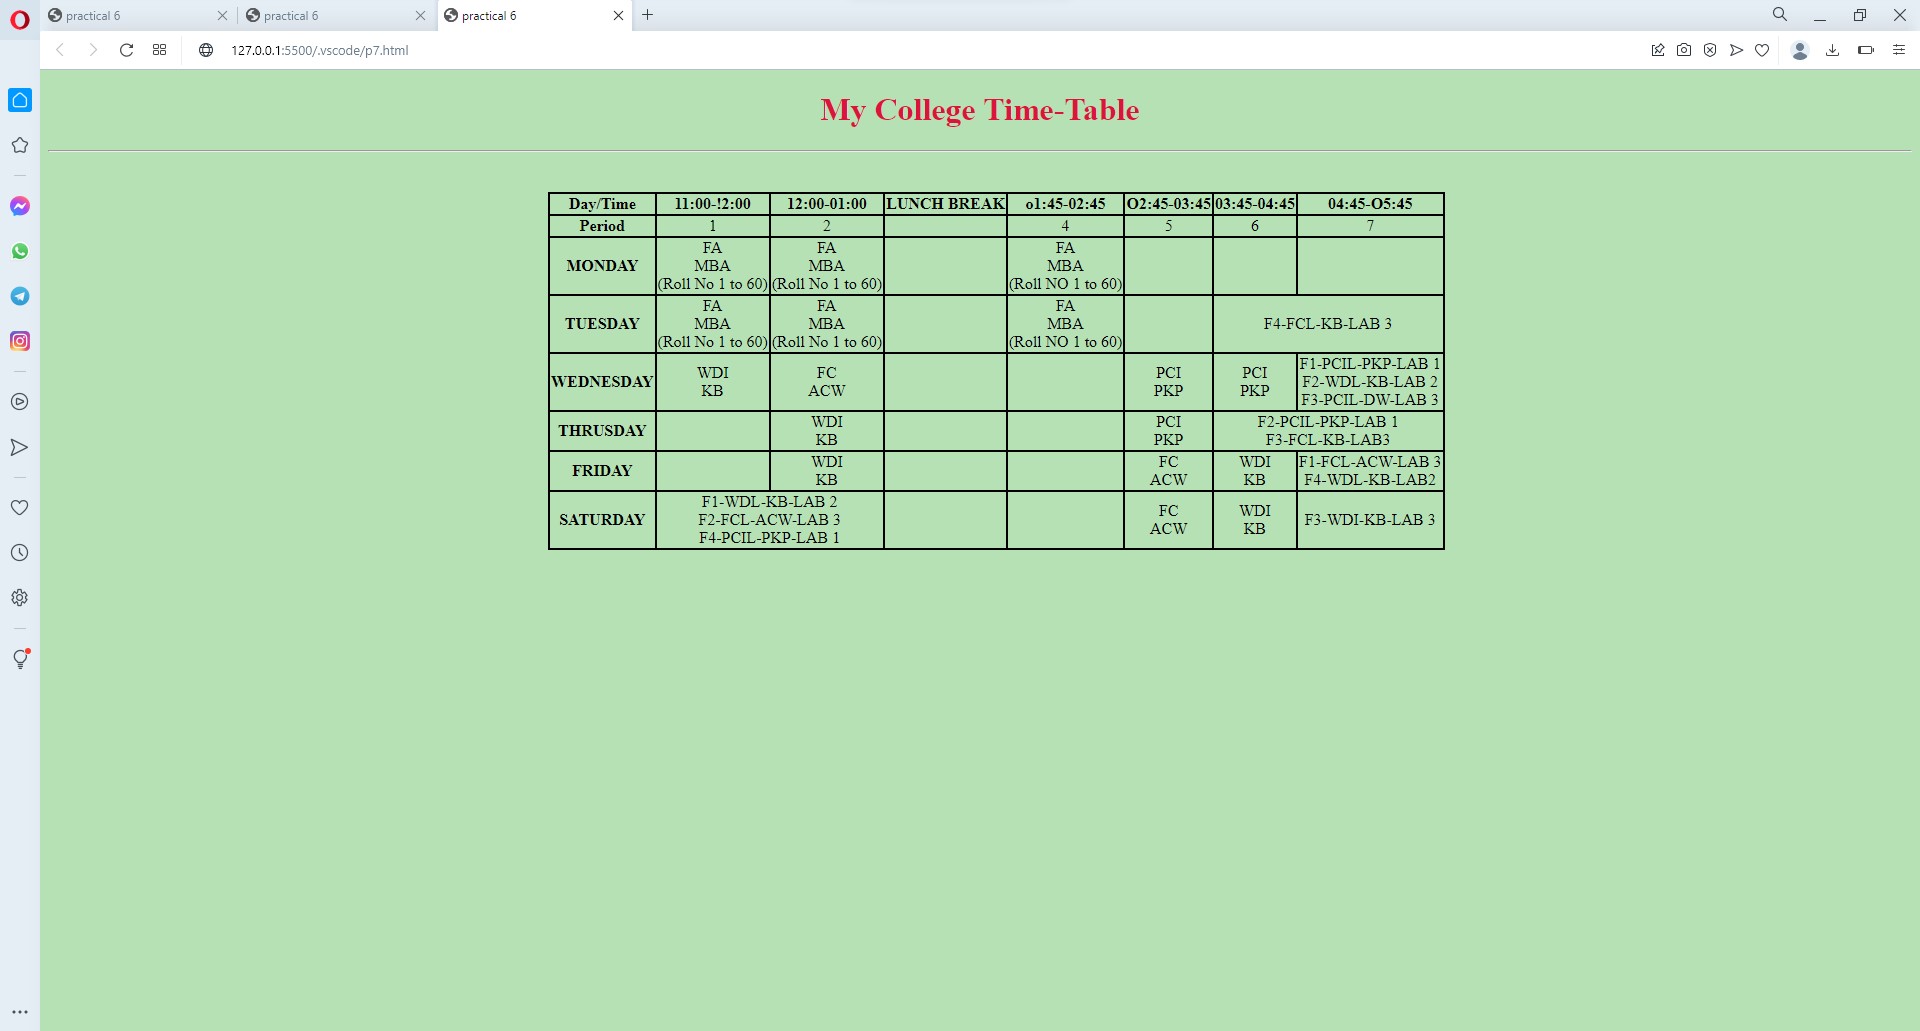 practical 6
practical 6
practical 6
127.0.0.1:5500/.vscode/p7.html
My College Time-Table
Day/Time 11:00-!2:00 12:00-01:00 LUNCH BREAK o1:45-02:45 O2:45-03:45 03:45-04:45 04:45-O5:45
Period 1 2 4 5 6 7
FA FA FA
MONDAY MBA MBA MBA
(Roll No 1 to 60) (Roll No 1 to 60) (Roll NO 1 to 60)
FA FA FA
TUESDAY MBA MBA MBA F4-FCL-KB-LAB 3
(Roll No 1 to 60) (Roll No 1 to 60) (Roll NO 1 to 60)
F1-PCIL-PKP-LAB 1
WDI FC PCI PCI
WEDNESDAY F2-WDL-KB-LAB 2
KB ACW PKP PKP
F3-PCIL-DW-LAB 3
WDI PCI F2-PCIL-PKP-LAB 1
THRUSDAY
KB PKP F3-FCL-KB-LAB3
WDI FC WDI F1-FCL-ACW-LAB 3
FRIDAY
KB ACW KB F4-WDL-KB-LAB2
F1-WDL-KB-LAB 2
FC WDI
SATURDAY F2-FCL-ACW-LAB 3 F3-WDI-KB-LAB 3
ACW KB
F4-PCIL-PKP-LAB 1